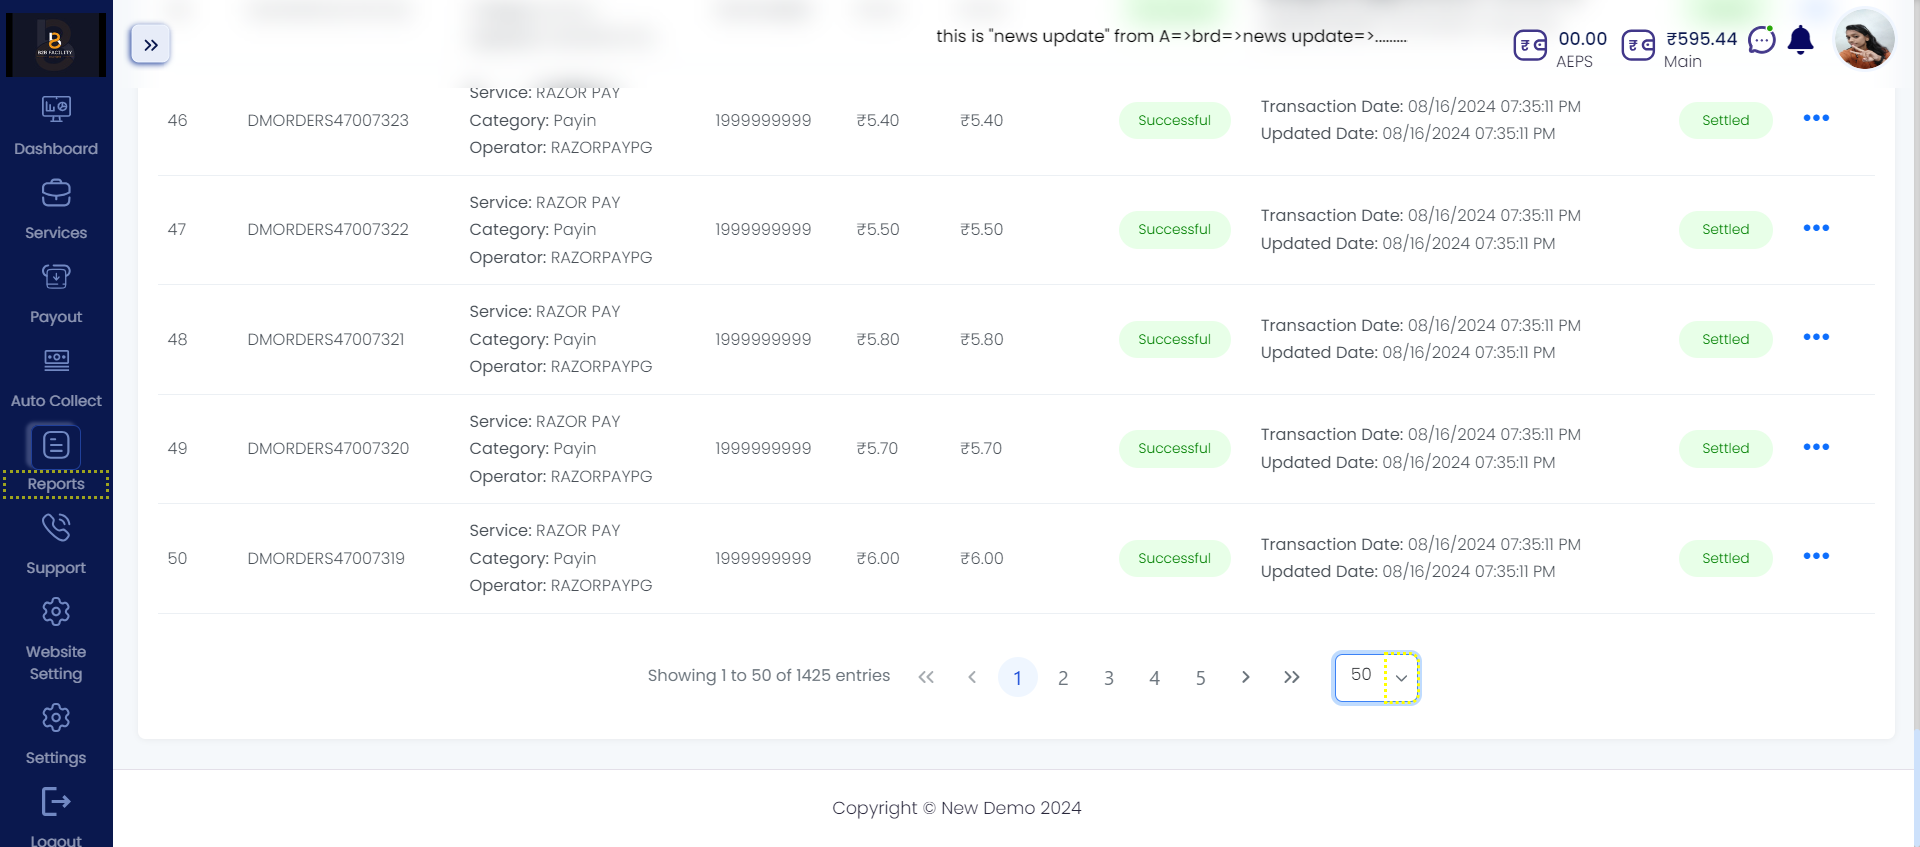 B2B FACILITY
this is "news update" from A=>brd=>news update=>.........
00.00
AEPS
₹595.44
Main
Dashboard
Services
Payout
Auto Collect
Reports
Support
Website
Setting
Settings
Logout
Service: RAZOR PAY
46 DMORDERS47007323 Category: Payin 1999999999 ₹5.40 ₹5.40 Successful Transaction Date: 08/16/2024 07:35:11 PM Settled
Updated Date: 08/16/2024 07:35:11 PM
Operator: RAZORPAYPG
Service: RAZOR PAY
47 DMORDERS47007322 Category: Payin 1999999999 ₹5.50 ₹5.50 Successful Transaction Date: 08/16/2024 07:35:11 PM Settled
Updated Date: 08/16/2024 07:35:11 PM
Operator: RAZORPAYPG
Service: RAZOR PAY
48 DMORDERS47007321 Category: Payin 1999999999 ₹5.80 ₹5.80 Successful Transaction Date: 08/16/2024 07:35:11 PM Settled
Updated Date: 08/16/2024 07:35:11 PM
Operator: RAZORPAYPG
Service: RAZOR PAY
49 DMORDERS47007320 Category: Payin 1999999999 ₹5.70 ₹5.70 Successful Transaction Date: 08/16/2024 07:35:11 PM Settled
Updated Date: 08/16/2024 07:35:11 PM
Operator: RAZORPAYPG
Service: RAZOR PAY
50 DMORDERS47007319 Category: Payin 1999999999 ₹6.00 ₹6.00 Successful Transaction Date: 08/16/2024 07:35:11 PM Settled
Updated Date: 08/16/2024 07:35:11 PM
Operator: RAZORPAYPG
Showing 1 to 50 of 1425 entries 1 2 3 4 5 50
Copyright © New Demo 2024